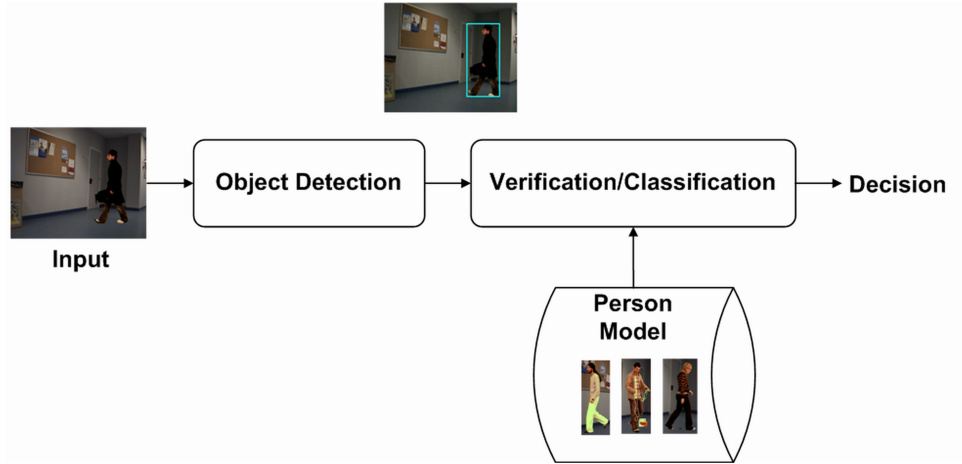 Input
Object Detection
Verification/Classification
Decision
Person
Model